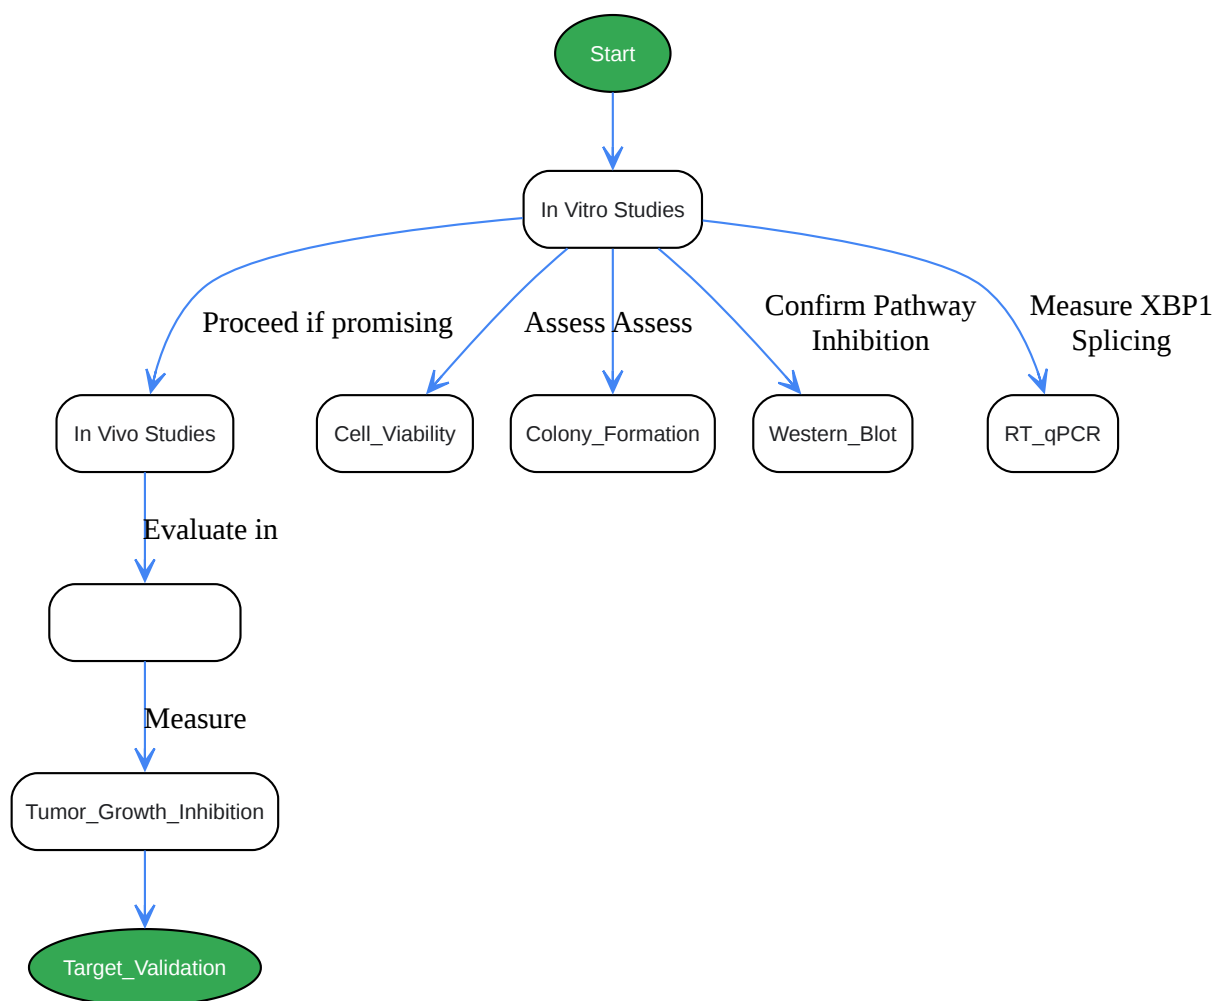 Start
In Vitro Studies
Proceed if promising
Assess
Assess
Confirm Pathway
Inhibition
Measure XBP1
Splicing
In Vivo Studies
Cell_Viability
Colony_Formation
Western_Blot
RT_qPCR
Evaluate in
Measure
Tumor_Growth_Inhibition
Target_Validation